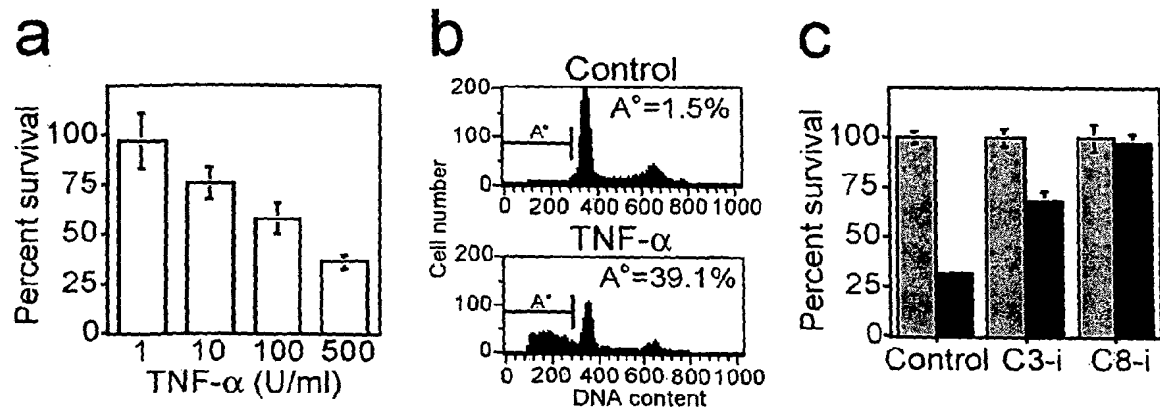 a
Percent survival
100
75
50
25
0
1 10 100 500
TNF-α (U/ml)
b
Cell number
Control
200
100
0
A°=1.5%
A°
0 200 400 600 800 1000
TNF-α
200
100
0
A°=39.1%
A°
0 200 400 600 800 1000
DNA content
c
Percent survival
100
75
50
25
0
Control C3-i C8-i